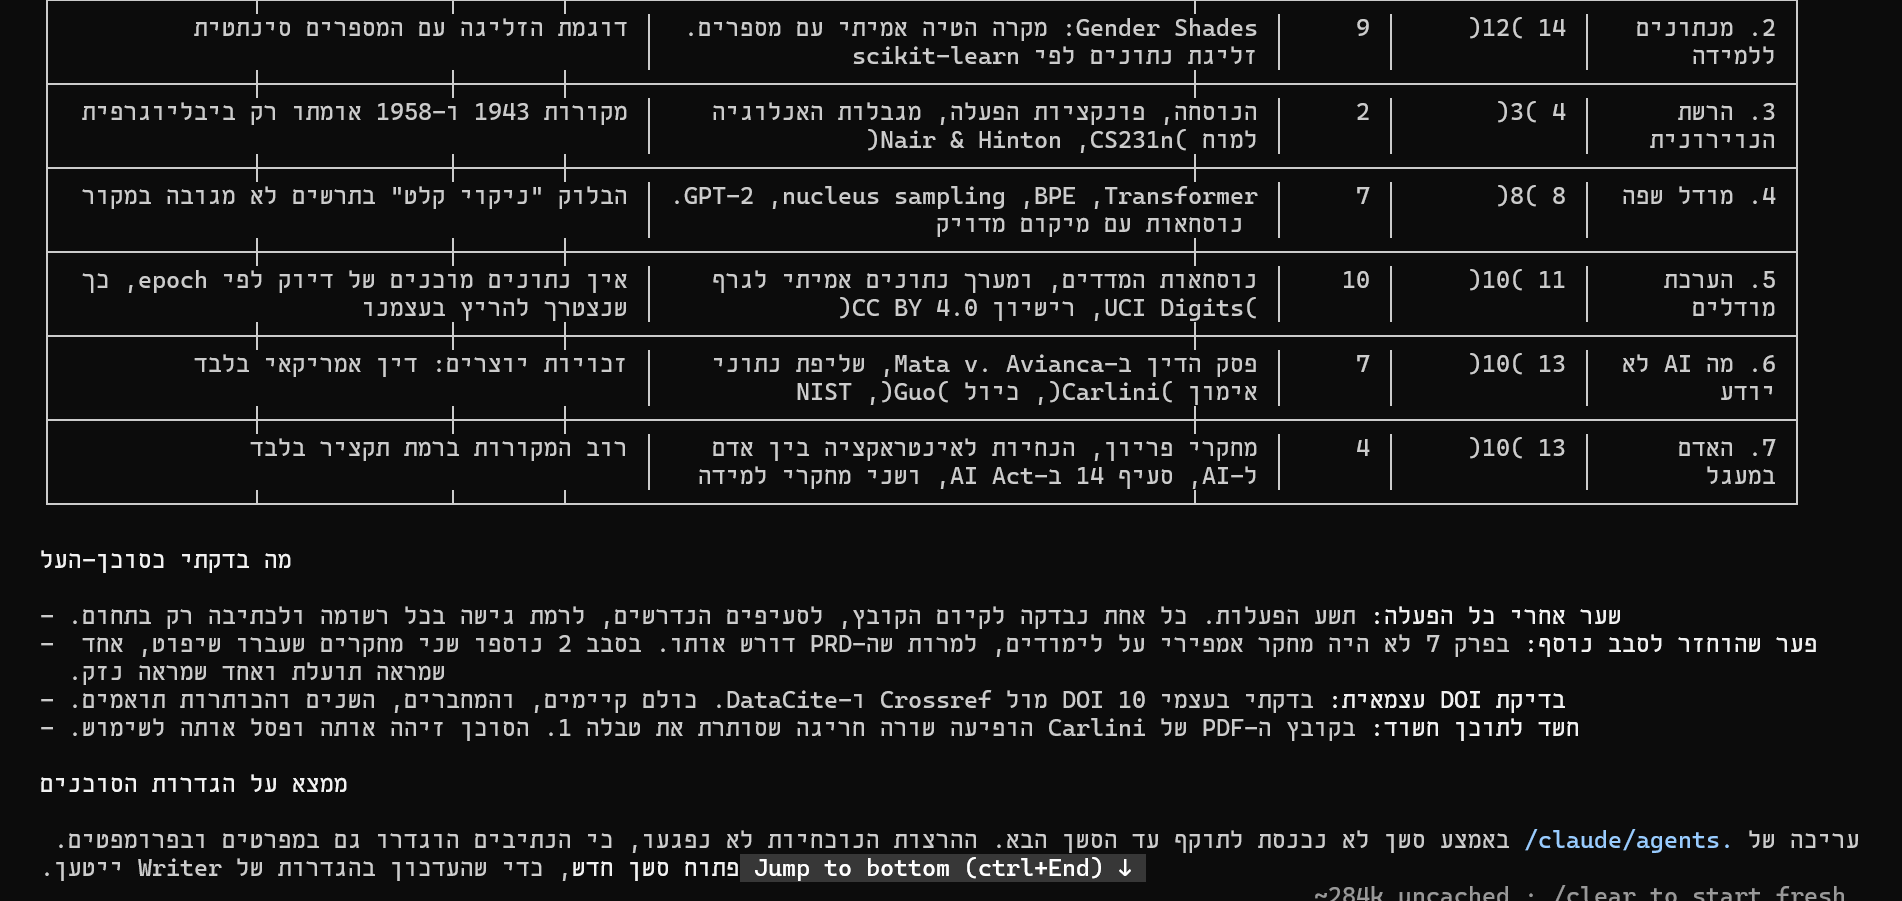 2. מנתונים 14 (12) 9 Gender Shades: מקרה הטיה אמיתי עם מספרים. דוגמת הזליגה עם המספרים סינתטית
ללמידה זליגת נתונים לפי scikit-learn
3. הרשת 4 (3) 2 הנוסחה, פונקציות הפעלה, מגבלות האנלוגיה מקורות 1943 ו-1958 אומתו רק ביבליוגרפית
הנוירונית למוח (CS231n, Nair & Hinton)
4. מודל שפה 8 (8) 7 Transformer, BPE, nucleus sampling, GPT-2. הבלוק "ניקוי קלט" בתרשים לא מגובה במקור
נוסחאות עם מיקום מדויק
5. הערכת 11 (10) 10 נוסחאות המדדים, ומערך נתונים אמיתי לגרף אין נתונים מוכנים של דיוק לפי epoch, כך
מודלים (UCI Digits, רישיון CC BY 4.0) שנצטרך להריץ בעצמנו
6. מה AI לא 13 (10) 7 פסק הדין ב-Mata v. Avianca, שליפת נתוני זכויות יוצרים: דין אמריקאי בלבד
יודע אימון (Carlini), כיול (Guo), NIST
7. האדם 13 (10) 4 מחקרי פריון, הנחיות לאינטראקציה בין אדם רוב המקורות ברמת תקציר בלבד
במעגל ל-AI, סעיף 14 ב-AI Act, ושני מחקרי למידה
מה בדקתי כסוכן-העל
- שער אחרי כל הפעלה: תשע הפעלות. כל אחת נבדקה לקיום הקובץ, לסעיפים הנדרשים, לרמת גישה בכל רשומה ולכתיבה רק בתחום.
- פער שהוחזר לסבב נוסף: בפרק 7 לא היה מחקר אמפירי על לימודים, למרות שה-PRD דורש אותו. בסבב 2 נוספו שני מחקרים שעברו שיפוט, אחד
שמראה תועלת ואחד שמראה נזק.
- בדיקת DOI עצמאית: בדקתי בעצמי 10 DOI מול Crossref ו-DataCite. כולם קיימים, והמחברים, השנים והכותרות תואמים.
- חשד לתוכן חשוד: בקובץ ה-PDF של Carlini הופיעה שורה חריגה שסותרת את טבלה 1. הסוכן זיהה אותה ופסל אותה לשימוש.
ממצא על הגדרות הסוכנים
עריכה של .claude/agents/ באמצע סשן לא נכנסת לתוקף עד הסשן הבא. ההרצות הנוכחיות לא נפגעו, כי הנתיבים הוגדרו גם במפרטים ובפרומפטים.
פתוח סשן חדש, כדי שהעדכון בהגדרות של Writer ייטען.
Jump to bottom (ctrl+End) ↓
~284k uncached · /clear to start fresh